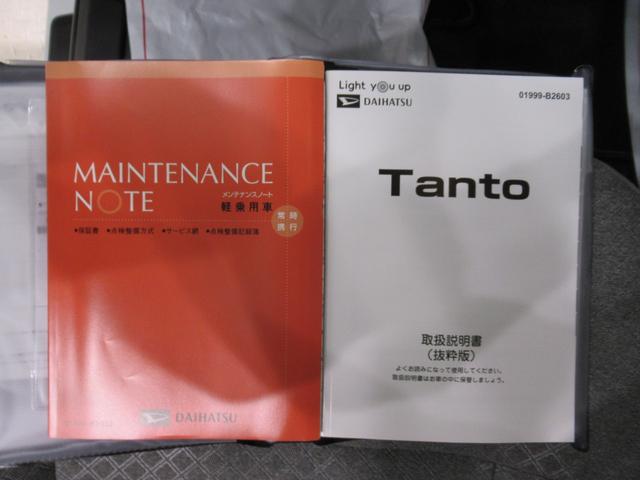 MAINTENANCE
NOTE
メンテナンスノート
軽乗用車
常時
携行
●保証書 ●点検整備方式 ●サービス網 ●点検整備記録簿
DAIHATSU
Light you up
DAIHATSU
01999-B2603
Tanto
取扱説明書
(抜粋版)
よくお読みになって使用してください。
取扱説明書はお車の中に保管しましょう。